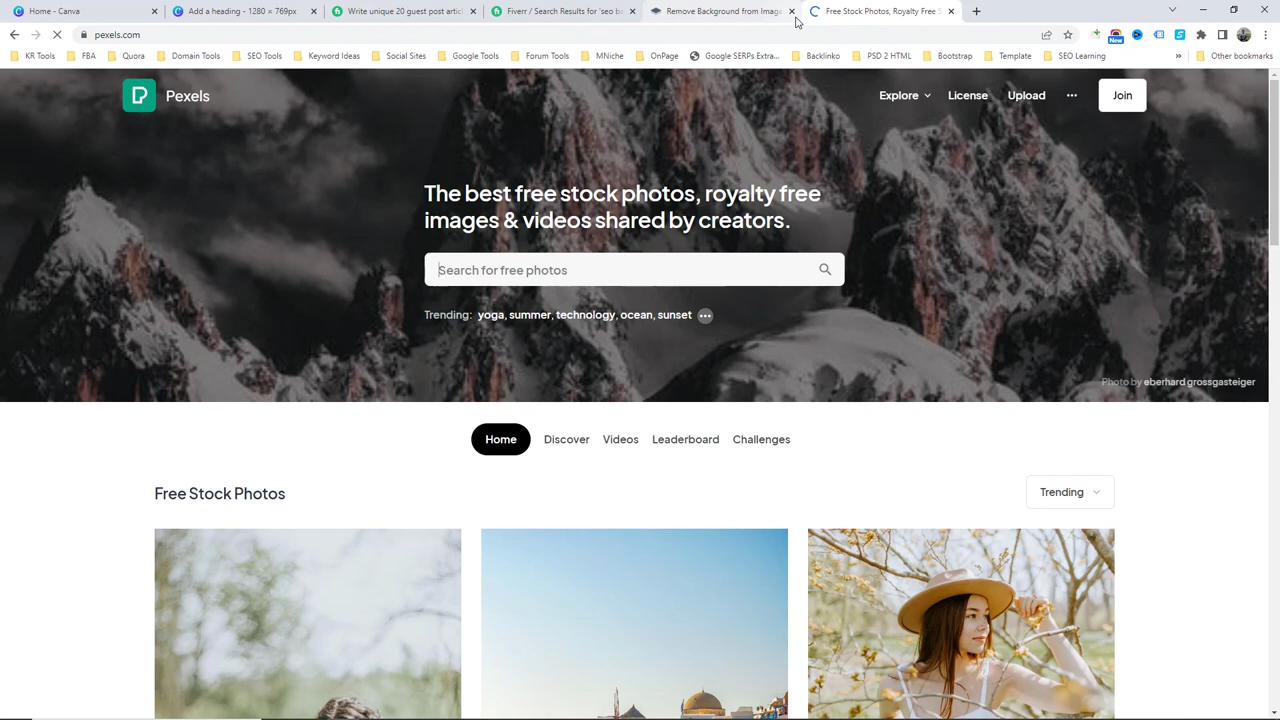 Home - Canva
Add a heading - 1280 × 769px
Write unique 20 guest post articl
Fiverr / Search Results for 'seo ba
Remove Background from Image
Free Stock Photos, Royalty Free S
pexels.com
New
KR Tools
FBA
Quora
Domain Tools
SEO Tools
Keyword Ideas
Social Sites
Google Tools
Forum Tools
MNiche
OnPage
Google SERPs Extra...
Backlinko
PSD 2 HTML
Bootstrap
Template
SEO Learning
»
Other bookmarks
Pexels
Explore
License
Upload
Join
The best free stock photos, royalty free
images & videos shared by creators.
Search for free photos
Trending: yoga, summer, technology, ocean, sunset
Photo by eberhard grossgasteiger
Home
Discover
Videos
Leaderboard
Challenges
Free Stock Photos
Trending